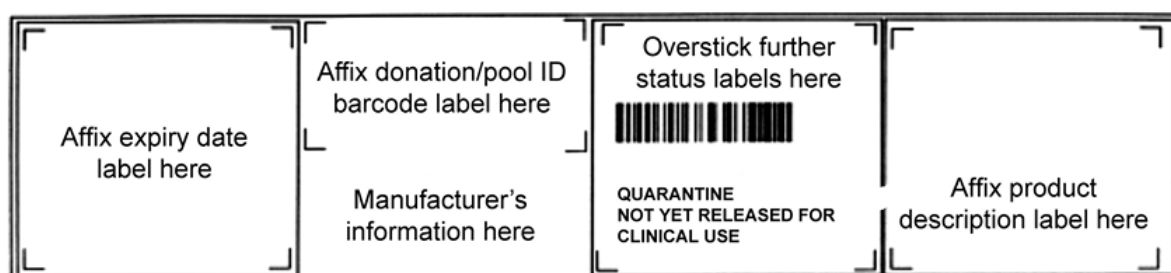 Affix expiry date
label here
Affix donation/pool ID
barcode label here
Manufacturer's
information here
Overstick further
status labels here
QUARANTINE
NOT YET RELEASED FOR
CLINICAL USE
Affix product
description label here